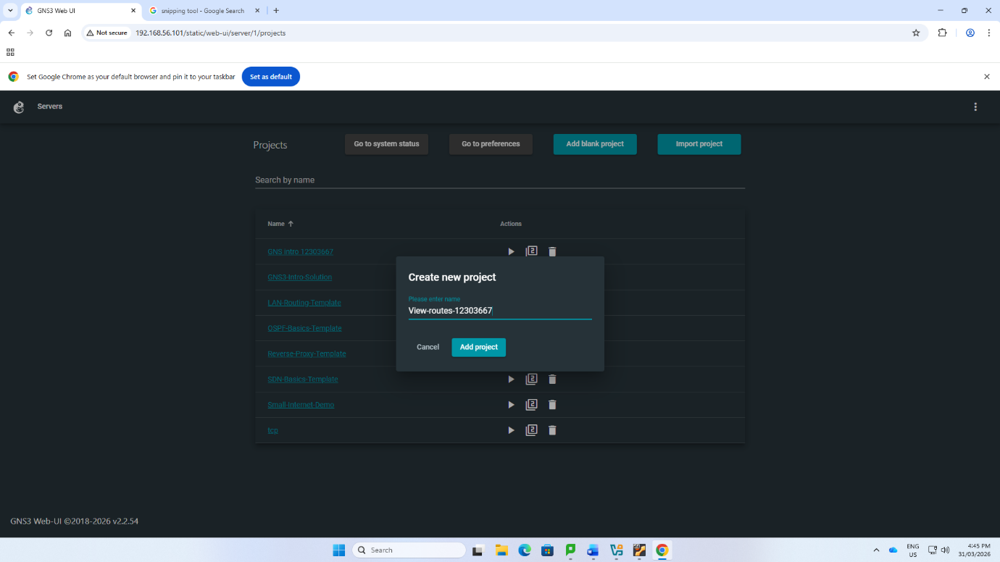 GNS3 Web UI
snipping tool - Google Search
Not secure
192.168.56.101/static/web-ui/server/1/projects
Set Google Chrome as your default browser and pin it to your taskbar
Set as default
Servers
Projects
Go to system status
Go to preferences
Add blank project
Import project
Search by name
Name
Actions
GNS intro 12303667
GNS3-Intro-Solution
LAN-Routing-Template
OSPF-Basics-Template
Reverse-Proxy-Template
SDN-Basics-Template
Small-Internet-Demo
tcp
Create new project
Please enter name
View-routes-12303667
Cancel
Add project
GNS3 Web-UI ©2018-2026 v2.2.54
Search
ENG
US
4:45 PM
31/03/2026